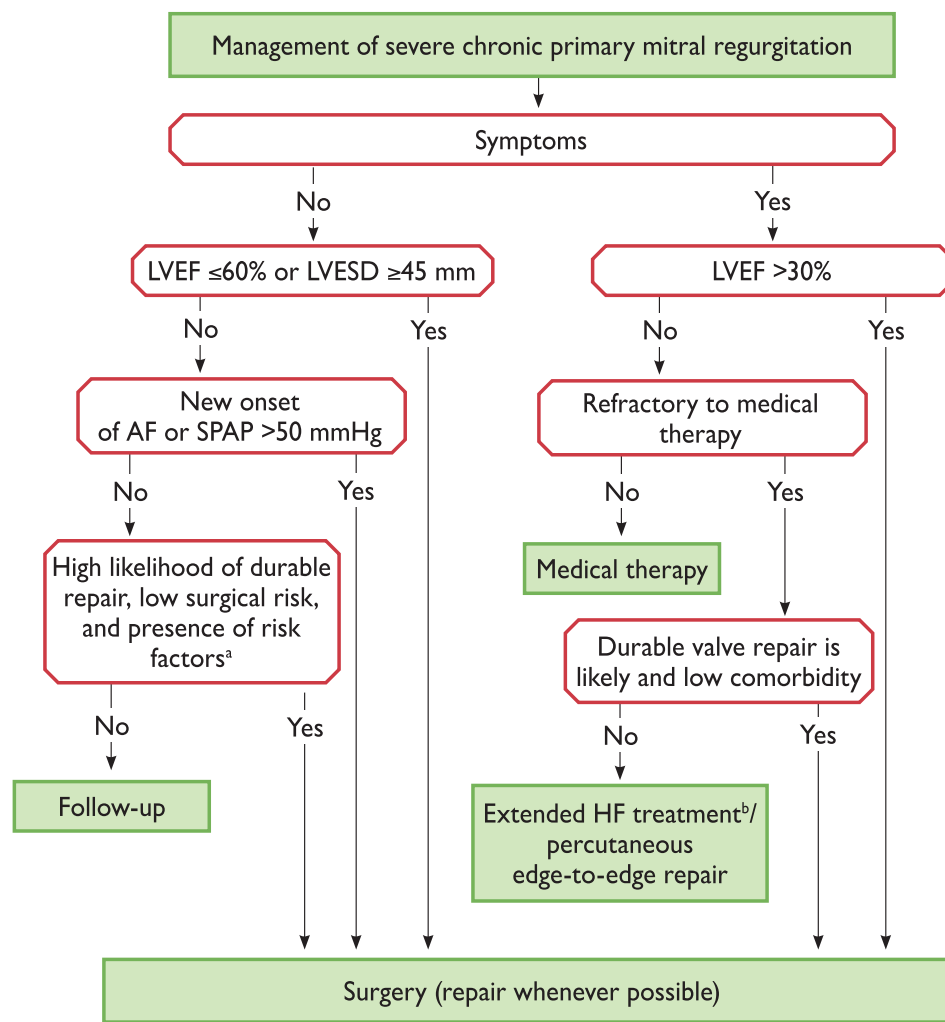 Management of severe chronic primary mitral regurgitation
Symptoms
No
Yes
LVEF ≤60% or LVESD ≥45 mm
LVEF >30%
No
Yes
No
Yes
New onset
of AF or SPAP >50 mmHg
Refractory to medical
therapy
No
Yes
No
Yes
High likelihood of durable
repair, low surgical risk,
and presence of risk
factorsᵃ
Medical therapy
Durable valve repair is
likely and low comorbidity
No
Yes
No
Yes
Follow-up
Extended HF treatmentᵇ/
percutaneous
edge-to-edge repair
Surgery (repair whenever possible)